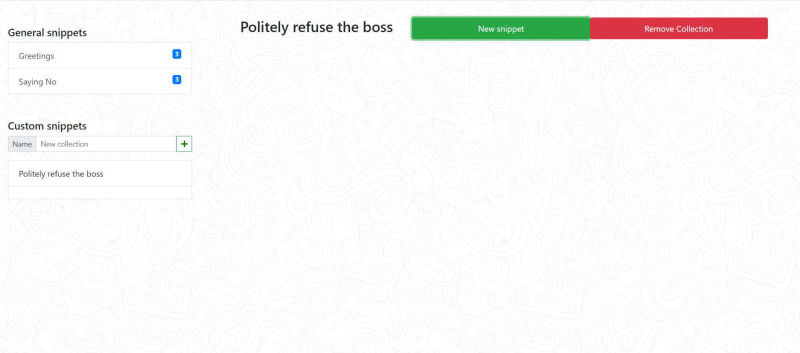 General snippets
Greetings 3
Saying No 3
Custom snippets
Name New collection +
Politely refuse the boss
Politely refuse the boss New snippet Remove Collection